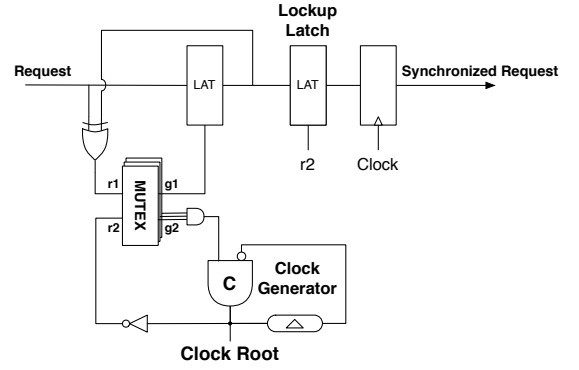 Lockup
Latch
Request
LAT
LAT
Synchronized Request
r2
Clock
r1
g1
MUTEX
r2
g2
C
Clock
Generator
Clock Root